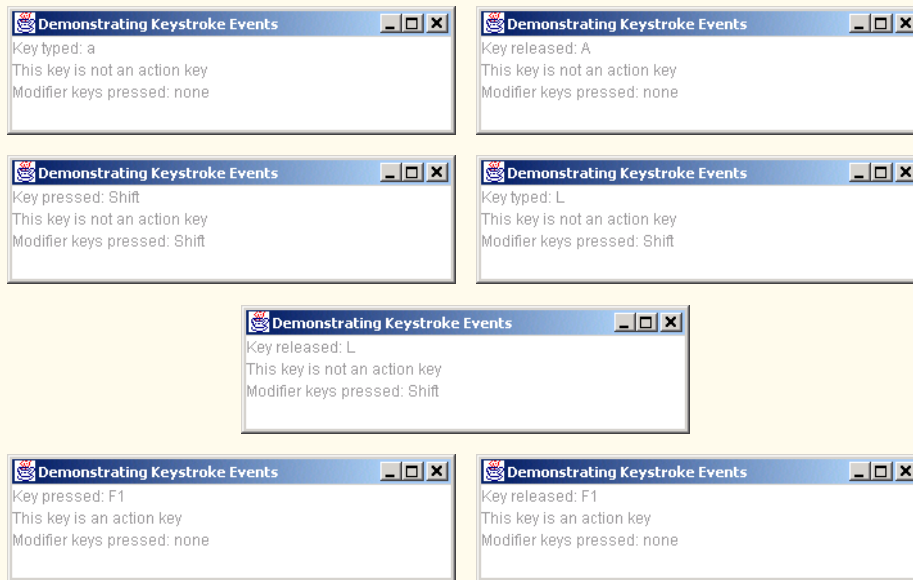 Demonstrating Keystroke Events
Key typed: a
This key is not an action key
Modifier keys pressed: none
Demonstrating Keystroke Events
Key released: A
This key is not an action key
Modifier keys pressed: none
Demonstrating Keystroke Events
Key pressed: Shift
This key is not an action key
Modifier keys pressed: Shift
Demonstrating Keystroke Events
Key typed: L
This key is not an action key
Modifier keys pressed: Shift
Demonstrating Keystroke Events
Key released: L
This key is not an action key
Modifier keys pressed: Shift
Demonstrating Keystroke Events
Key pressed: F1
This key is an action key
Modifier keys pressed: none
Demonstrating Keystroke Events
Key released: F1
This key is an action key
Modifier keys pressed: none